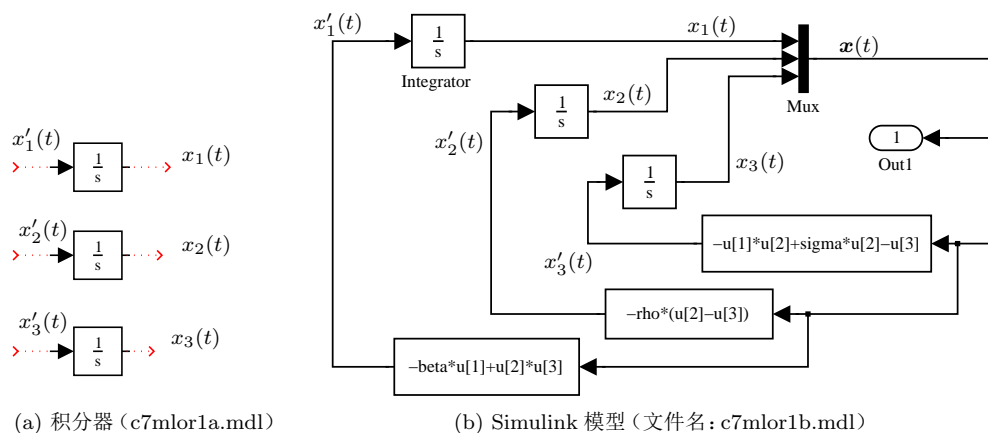 x′₁(t)
1/s
x₁(t)
x′₂(t)
1/s
x₂(t)
x′₃(t)
1/s
x₃(t)
(a) 积分器（c7mlor1a.mdl）
x′₁(t)
1/s
Integrator
x₁(t)
Mux
x(t)
x′₂(t)
1/s
x₂(t)
1
Out1
x′₃(t)
1/s
x₃(t)
−u[1]*u[2]+sigma*u[2]−u[3]
−rho*(u[2]−u[3])
−beta*u[1]+u[2]*u[3]
(b) Simulink 模型（文件名：c7mlor1b.mdl）